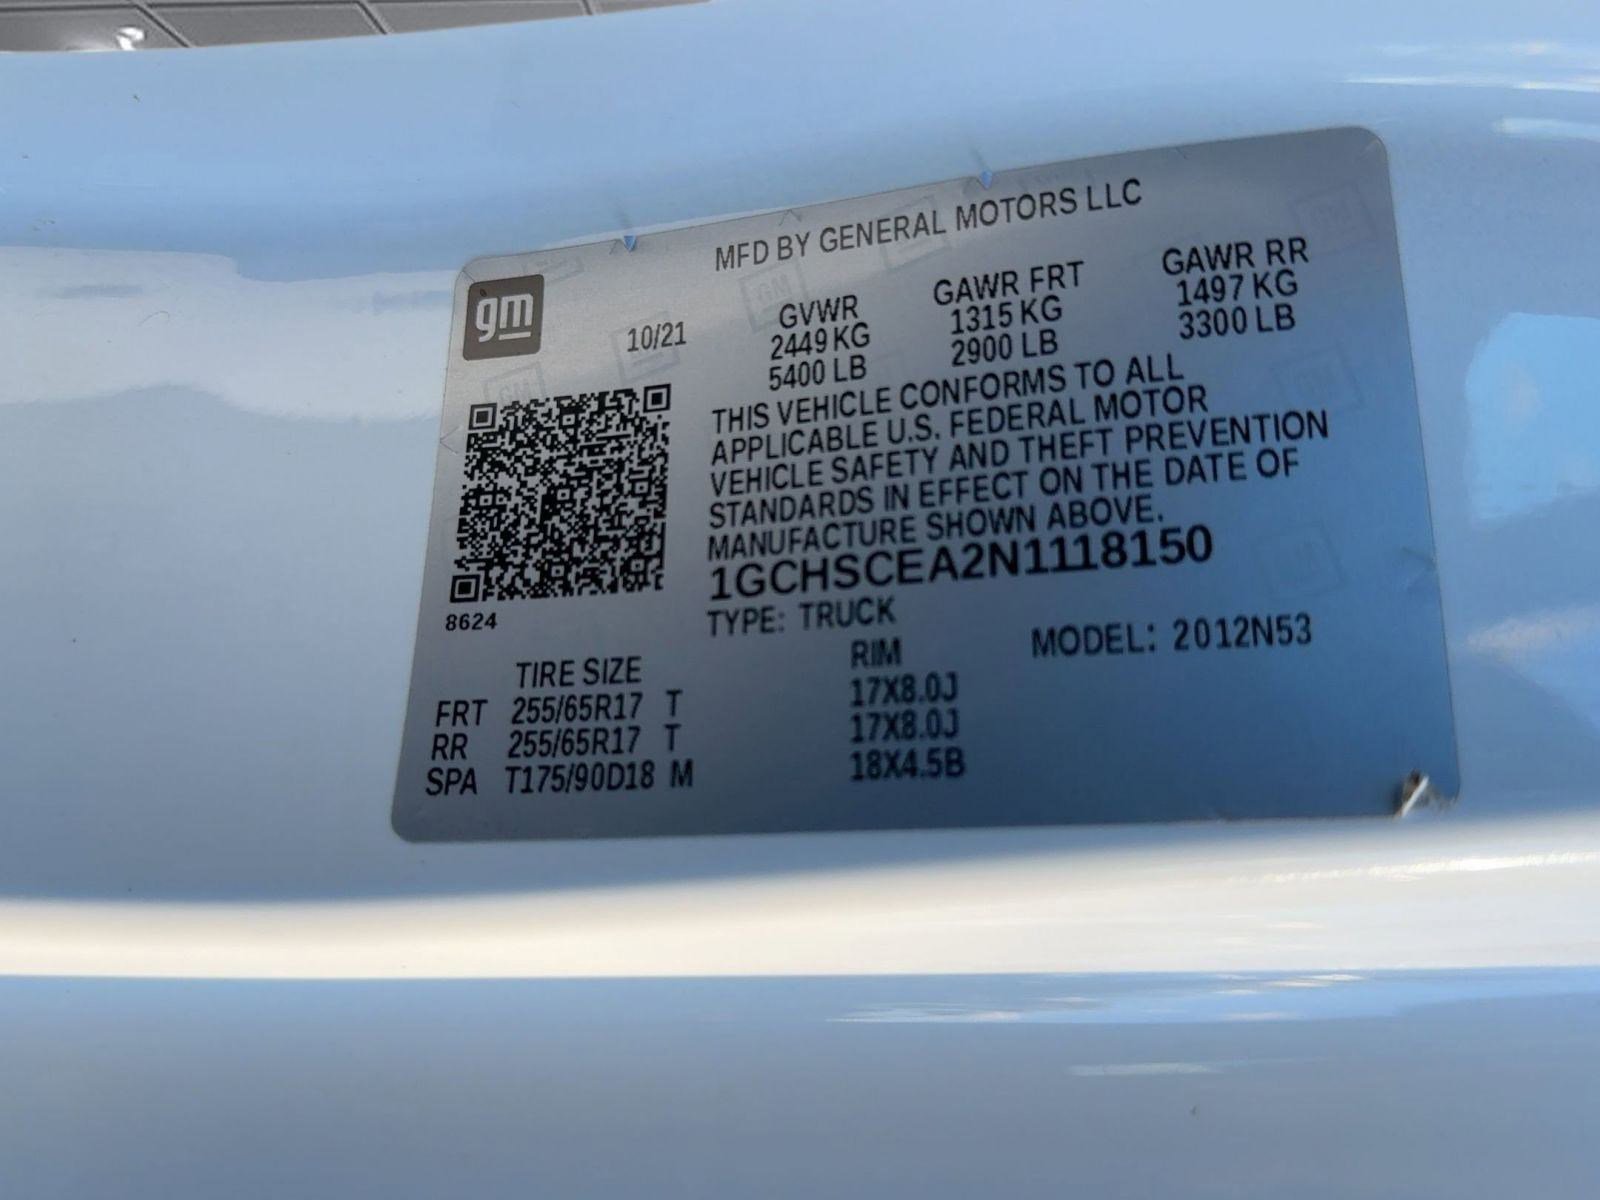 MFD BY GENERAL MOTORS LLC
gm
10/21
GVWR GAWR FRT GAWR RR
2449 KG 1315 KG 1497 KG
5400 LB 2900 LB 3300 LB
THIS VEHICLE CONFORMS TO ALL
APPLICABLE U.S. FEDERAL MOTOR
VEHICLE SAFETY AND THEFT PREVENTION
STANDARDS IN EFFECT ON THE DATE OF
MANUFACTURE SHOWN ABOVE.
1GCHSCEA2N1118150
8624
TYPE: TRUCK
MODEL: 2012N53
TIRE SIZE RIM
FRT 255/65R17 T 17X8.0J
RR 255/65R17 T 17X8.0J
SPA T175/90D18 M 18X4.5B